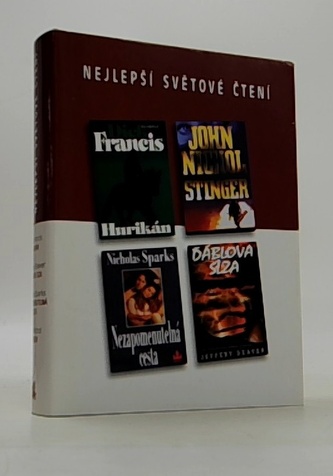 NEJLEPŠÍ SVĚTOVÉ ČTENÍ
Francis
Hurikán
JOHN
NICHOL
STINGER
Nicholas Sparks
Nezapomenutelná
cesta
ĎÁBLOVA
SLZA
JEFFERY DEAVER